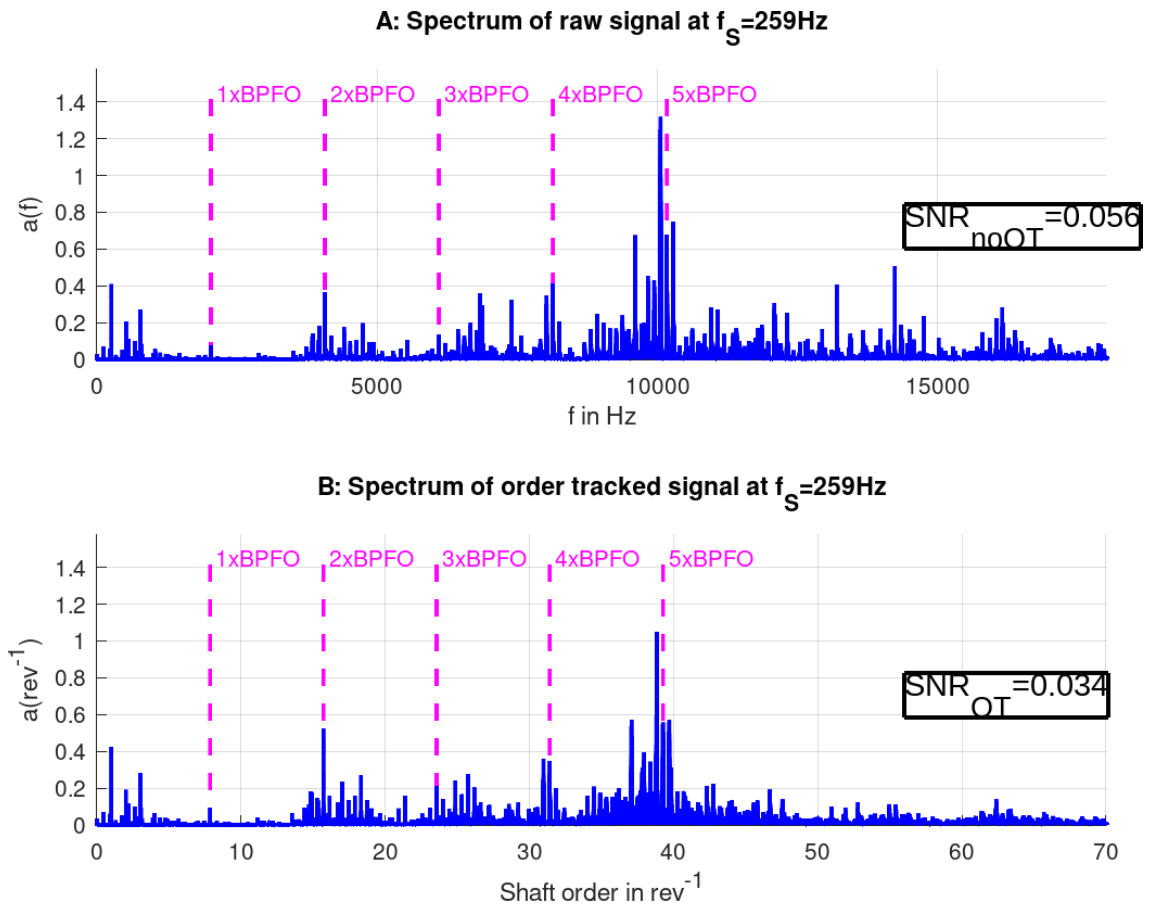 A: Spectrum of raw signal at f_S=259Hz
1xBPFO 2xBPFO 3xBPFO 4xBPFO 5xBPFO
1.4
1.2
1
0.8
0.6
0.4
0.2
0
a(f)
SNR_noOT=0.056
0 5000 10000 15000
f in Hz
B: Spectrum of order tracked signal at f_S=259Hz
1xBPFO 2xBPFO 3xBPFO 4xBPFO 5xBPFO
1.4
1.2
1
0.8
0.6
0.4
0.2
0
a(rev^-1)
SNR_OT=0.034
0 10 20 30 40 50 60 70
Shaft order in rev^-1